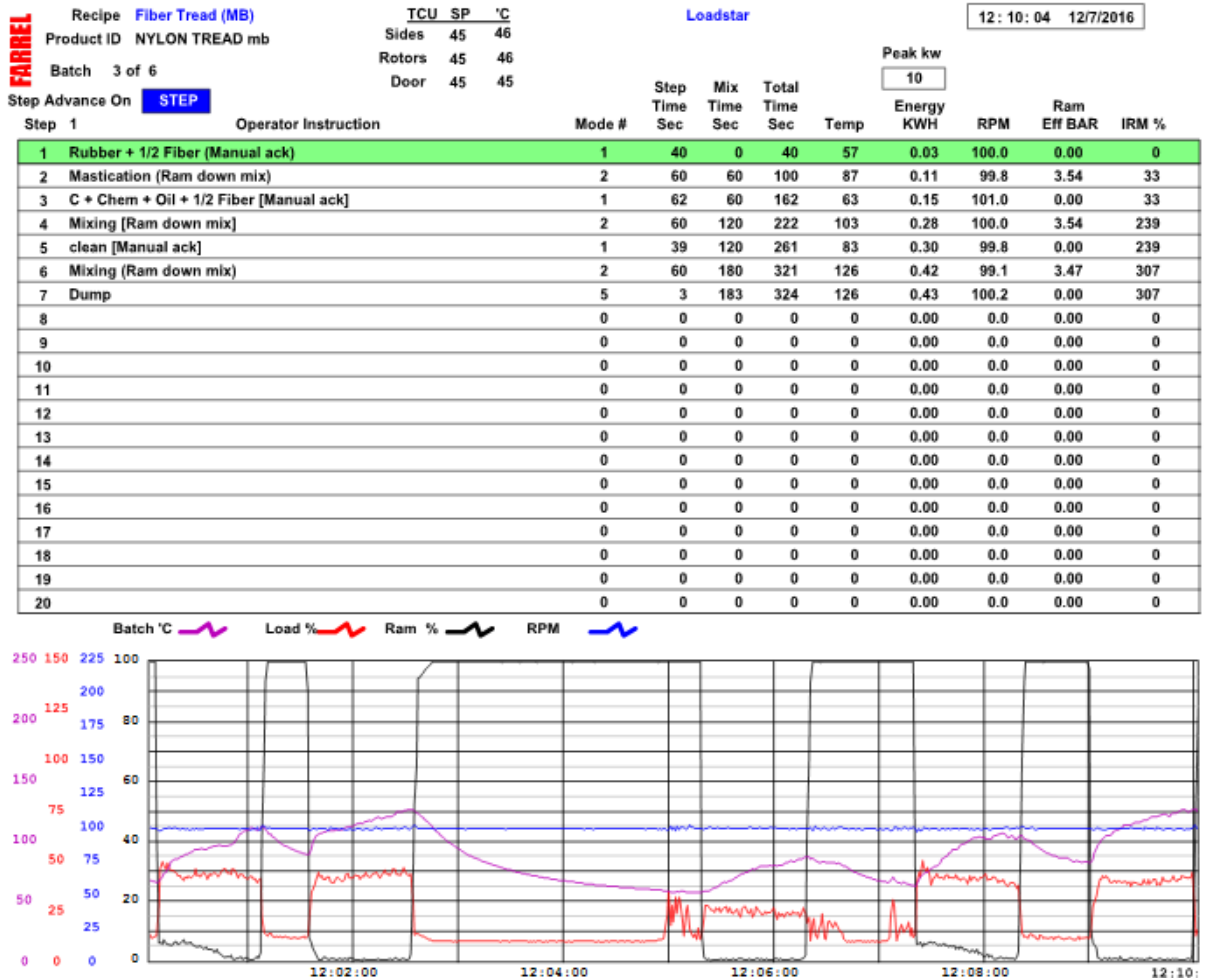 FARREL
Recipe Fiber Tread (MB) TCU SP 'C Loadstar 12:10:04 12/7/2016
Product ID NYLON TREAD mb Sides 45 46
Rotors 45 46 Peak kw
Batch 3 of 6 Door 45 45 10
Step Advance On STEP Step Mix Total
Time Time Time Energy Ram
Step 1 Operator Instruction Mode # Sec Sec Sec Temp KWH RPM Eff BAR IRM %
1 Rubber + 1/2 Fiber (Manual ack) 1 40 0 40 57 0.03 100.0 0.00 0
2 Mastication (Ram down mix) 2 60 60 100 87 0.11 99.8 3.54 33
3 C + Chem + Oil + 1/2 Fiber [Manual ack] 1 62 60 162 63 0.15 101.0 0.00 33
4 Mixing [Ram down mix] 2 60 120 222 103 0.28 100.0 3.54 239
5 clean [Manual ack] 1 39 120 261 83 0.30 99.8 0.00 239
6 Mixing (Ram down mix) 2 60 180 321 126 0.42 99.1 3.47 307
7 Dump 5 3 183 324 126 0.43 100.2 0.00 307
8 0 0 0 0 0 0.00 0.0 0.00 0
9 0 0 0 0 0 0.00 0.0 0.00 0
10 0 0 0 0 0 0.00 0.0 0.00 0
11 0 0 0 0 0 0.00 0.0 0.00 0
12 0 0 0 0 0 0.00 0.0 0.00 0
13 0 0 0 0 0 0.00 0.0 0.00 0
14 0 0 0 0 0 0.00 0.0 0.00 0
15 0 0 0 0 0 0.00 0.0 0.00 0
16 0 0 0 0 0 0.00 0.0 0.00 0
17 0 0 0 0 0 0.00 0.0 0.00 0
18 0 0 0 0 0 0.00 0.0 0.00 0
19 0 0 0 0 0 0.00 0.0 0.00 0
20 0 0 0 0 0 0.00 0.0 0.00 0
Batch 'C Load % Ram % RPM
250 150 225 100
200
125
200 175 80
100 150
150 60
125
75
100 100 40
50 75
50 50 20
25
25
0 0 0 0
12:02:00 12:04:00 12:06:00 12:08:00 12:10: